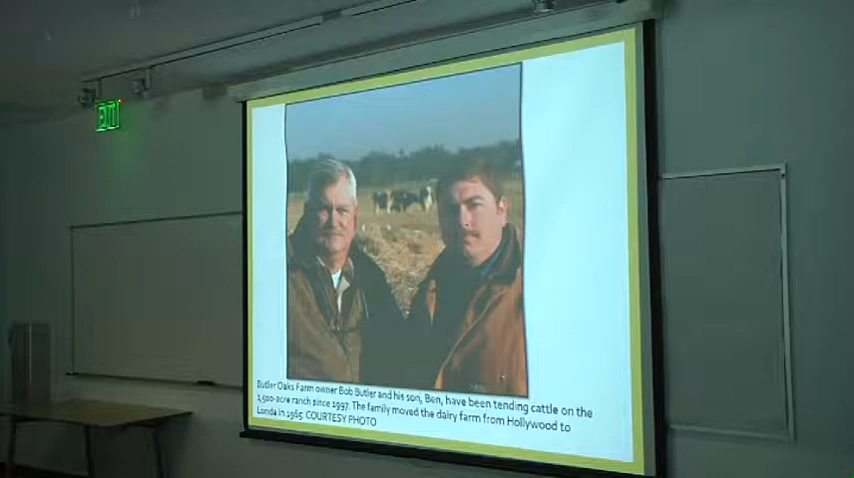 EXIT
Butler Oaks Farm owner Bob Butler and his son, Ben, have been tending cattle on the
1,500-acre ranch since 1997. The family moved the dairy farm from Hollywood to
Londa in 1965. COURTESY PHOTO